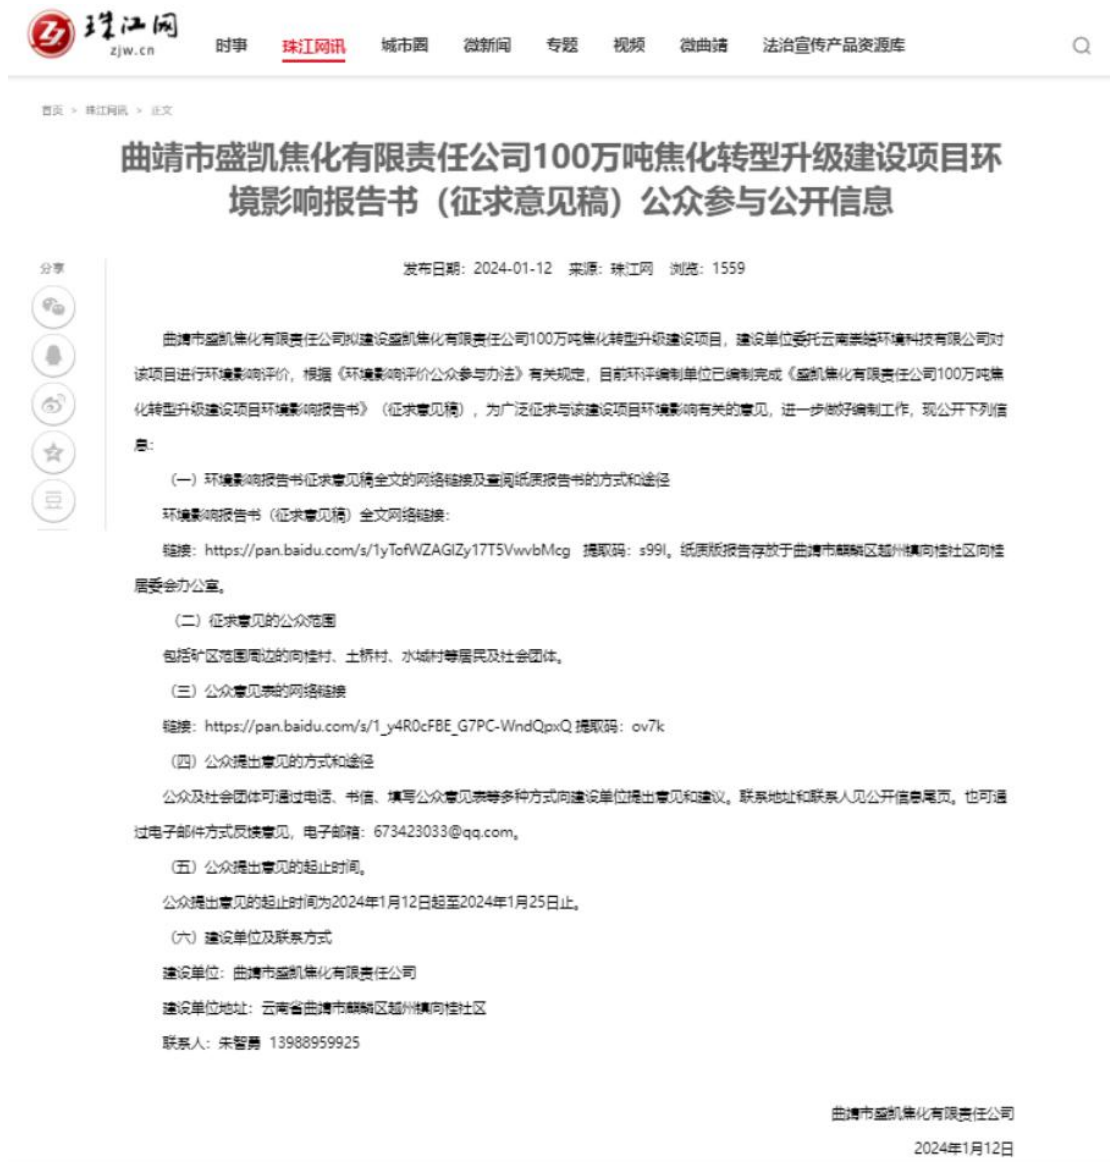 珠江网
zjw.cn
时事 珠江网讯 城市圈 微新闻 专题 视频 微曲靖 法治宣传产品资源库
首页 > 珠江网讯 > 正文
曲靖市盛凯焦化有限责任公司100万吨焦化转型升级建设项目环
境影响报告书（征求意见稿）公众参与公开信息
分享
发布日期：2024-01-12 来源：珠江网 浏览：1559
曲靖市盛凯焦化有限责任公司拟建设盛凯焦化有限责任公司100万吨焦化转型升级建设项目，建设单位委托云南崇皓环境科技有限公司对
该项目进行环境影响评价，根据《环境影响评价公众参与办法》有关规定，目前环评编制单位已编制完成《盛凯焦化有限责任公司100万吨焦
化转型升级建设项目环境影响报告书》（征求意见稿），为广泛征求与该建设项目环境影响有关的意见，进一步做好编制工作，现公开下列信
息：
（一）环境影响报告书征求意见稿全文的网络链接及查阅纸质报告书的方式和途径
环境影响报告书（征求意见稿）全文网络链接：
链接：https://pan.baidu.com/s/1yTofWZAGlZy17T5VwvbMcg 提取码：s99l。纸质版报告存放于曲靖市麒麟区越州镇向桂社区向桂
居委会办公室。
（二）征求意见的公众范围
包括矿区范围周边的向桂村、土桥村、水城村等居民及社会团体。
（三）公众意见表的网络链接
链接：https://pan.baidu.com/s/1_y4R0cFBE_G7PC-WndQpxQ 提取码：ov7k
（四）公众提出意见的方式和途径
公众及社会团体可通过电话、书信、填写公众意见表等多种方式向建设单位提出意见和建议。联系地址和联系人见公开信息尾页。也可通
过电子邮件方式反馈意见，电子邮箱：673423033@qq.com。
（五）公众提出意见的起止时间。
公众提出意见的起止时间为2024年1月12日起至2024年1月25日止。
（六）建设单位及联系方式
建设单位：曲靖市盛凯焦化有限责任公司
建设单位地址：云南省曲靖市麒麟区越州镇向桂社区
联系人：朱智勇 13988959925
曲靖市盛凯焦化有限责任公司
2024年1月12日